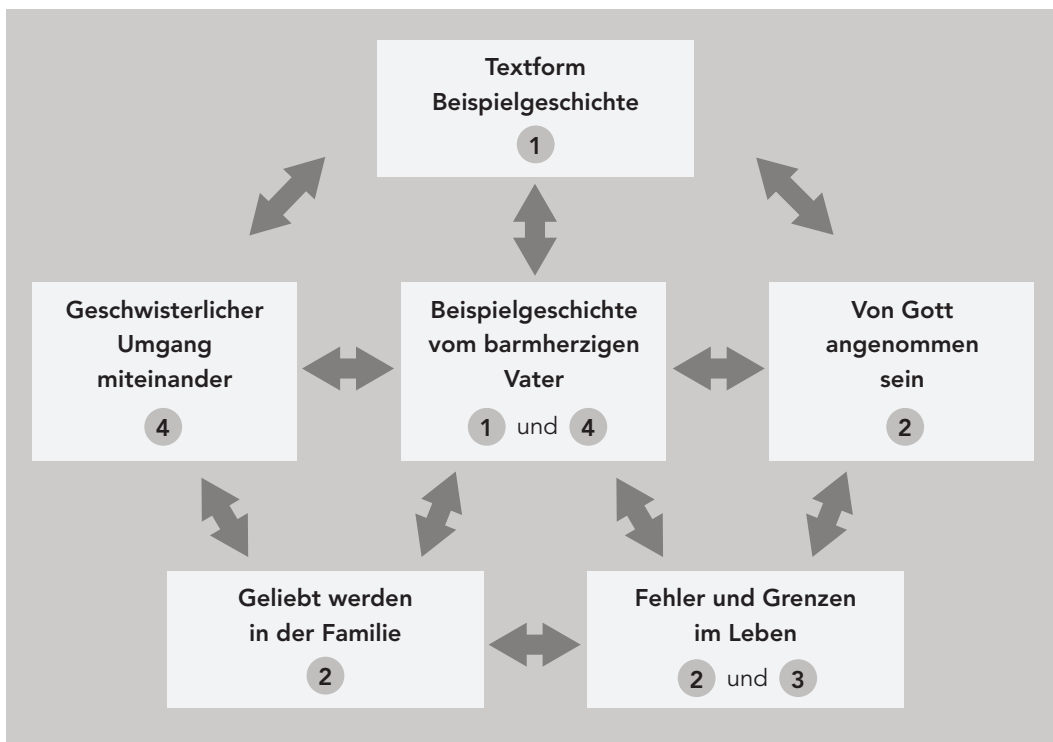 Textform
Beispielgeschichte
1
Geschwisterlicher
Umgang
miteinander
4
Beispielgeschichte
vom barmherzigen
Vater
1 und 4
Von Gott
angenommen
sein
2
Geliebt werden
in der Familie
2
Fehler und Grenzen
im Leben
2 und 3